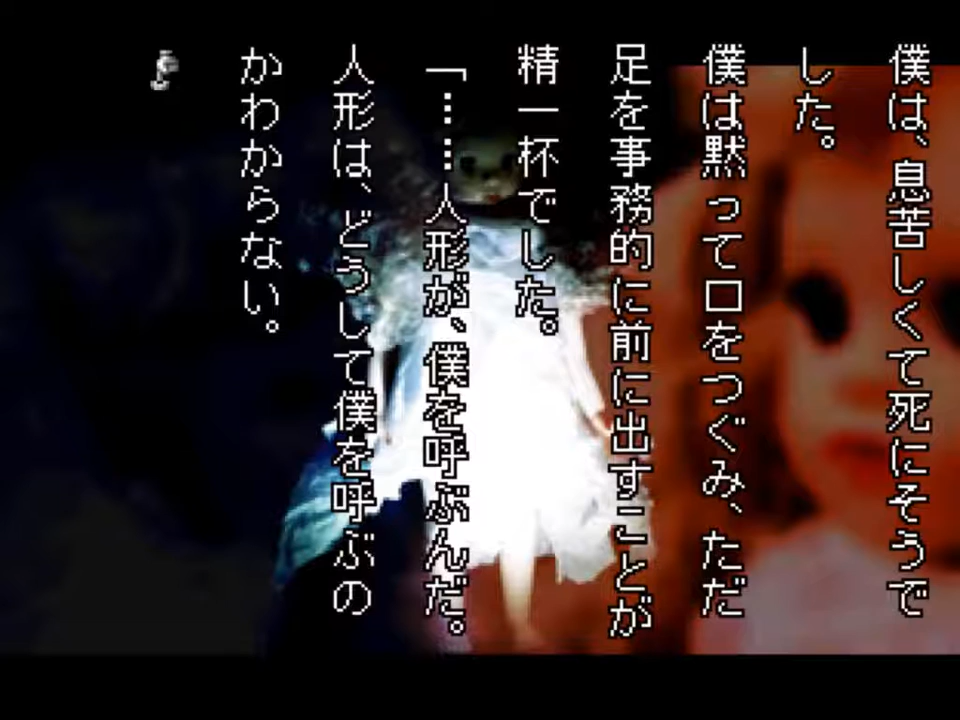 僕は、息苦しくて死にそうで
した。
僕は黙って口をつぐみ、ただ
足を事務的に前に出すことが
精一杯でした。
「……人形が、僕を呼ぶんだ。
人形は、どうして僕を呼ぶの
かわからない。